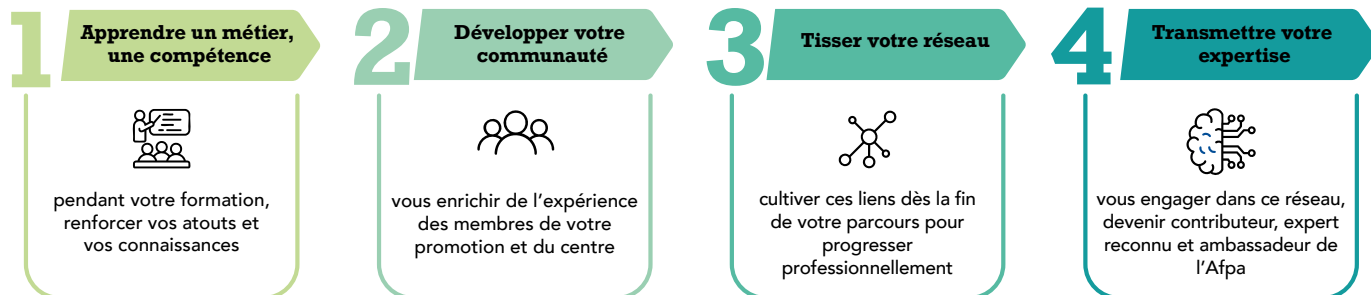 1
Apprendre un métier,
une compétence
pendant votre formation,
renforcer vos atouts et
vos connaissances
2
Développer votre
communauté
vous enrichir de l'expérience
des membres de votre
promotion et du centre
3
Tisser votre réseau
cultiver ces liens dès la fin
de votre parcours pour
progresser
professionnellement
4
Transmettre votre
expertise
vous engager dans ce réseau,
devenir contributeur, expert
reconnu et ambassadeur de
l'Afpa